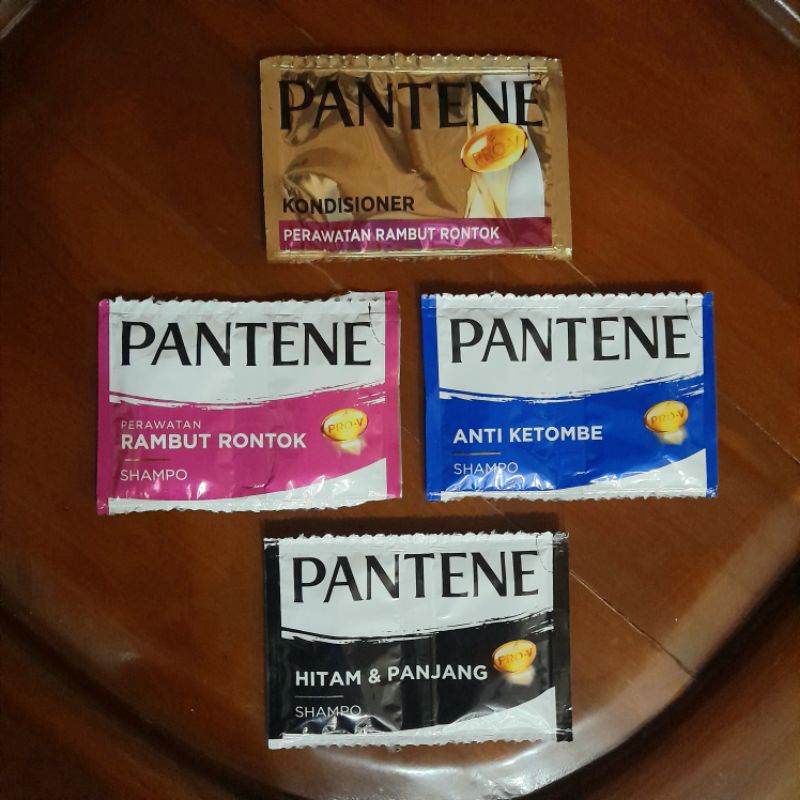 PANTENE
PRO-V
KONDISIONER
PERAWATAN RAMBUT RONTOK
PANTENE
PERAWATAN
RAMBUT RONTOK
PRO-V
SHAMPO
PANTENE
ANTI KETOMBE
PRO-V
SHAMPO
PANTENE
HITAM & PANJANG
PRO-V
SHAMPO